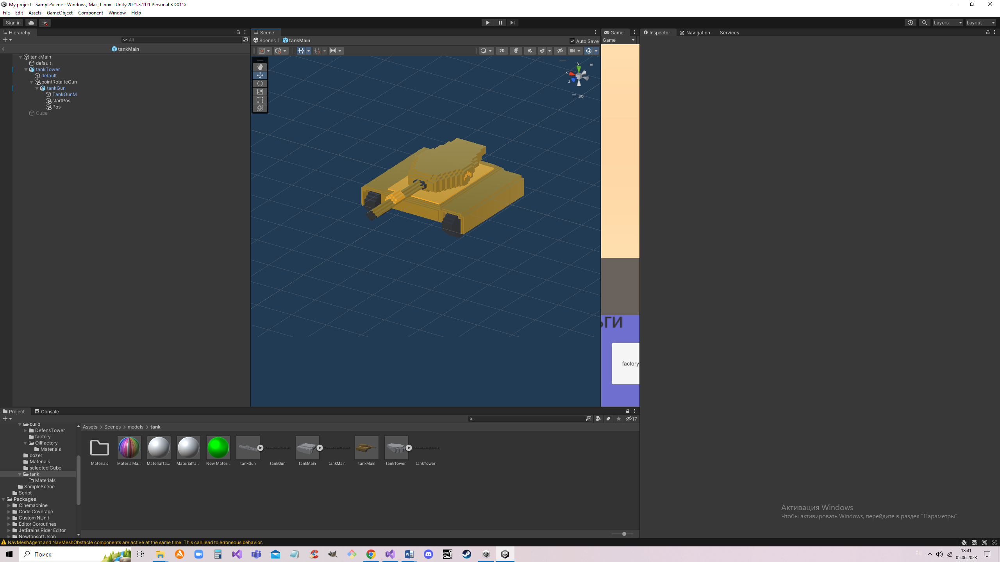 My project - SampleScene - Windows, Mac, Linux - Unity 2021.3.11f1 Personal <DX11>
File Edit Assets GameObject Component Window Help
Sign in
Layers
Layout
Hierarchy
All
tankMain
tankMain
default
tankTower
default
pointRotaiteGun
tankGun
TankGunM
startPos
Pos
Cube
Scene
Scenes | tankMain
Auto Save
2D
y
x
z
Iso
Game
Game
ьги
factory
Inspector Navigation Services
Project Console
17
build
DefensTower
factory
OilFactory
Materials
dozer
Materials
selected Cube
tank
Materials
SampleScene
Script
Packages
Cinemachine
Code Coverage
Custom NUnit
Editor Coroutines
JetBrains Rider Editor
Newtonsoft Json
Assets > Scenes > models > tank
Materials MaterialMa... MaterialTa... MaterialTa... New Mater... tankGun tankGun tankMain tankMain tankMain tankTower tankTower
Активация Windows
Чтобы активировать Windows, перейдите в раздел "Параметры".
NavMeshAgent and NavMeshObstacle components are active at the same time. This can lead to erroneous behavior.
Поиск
18:41
05.06.2023